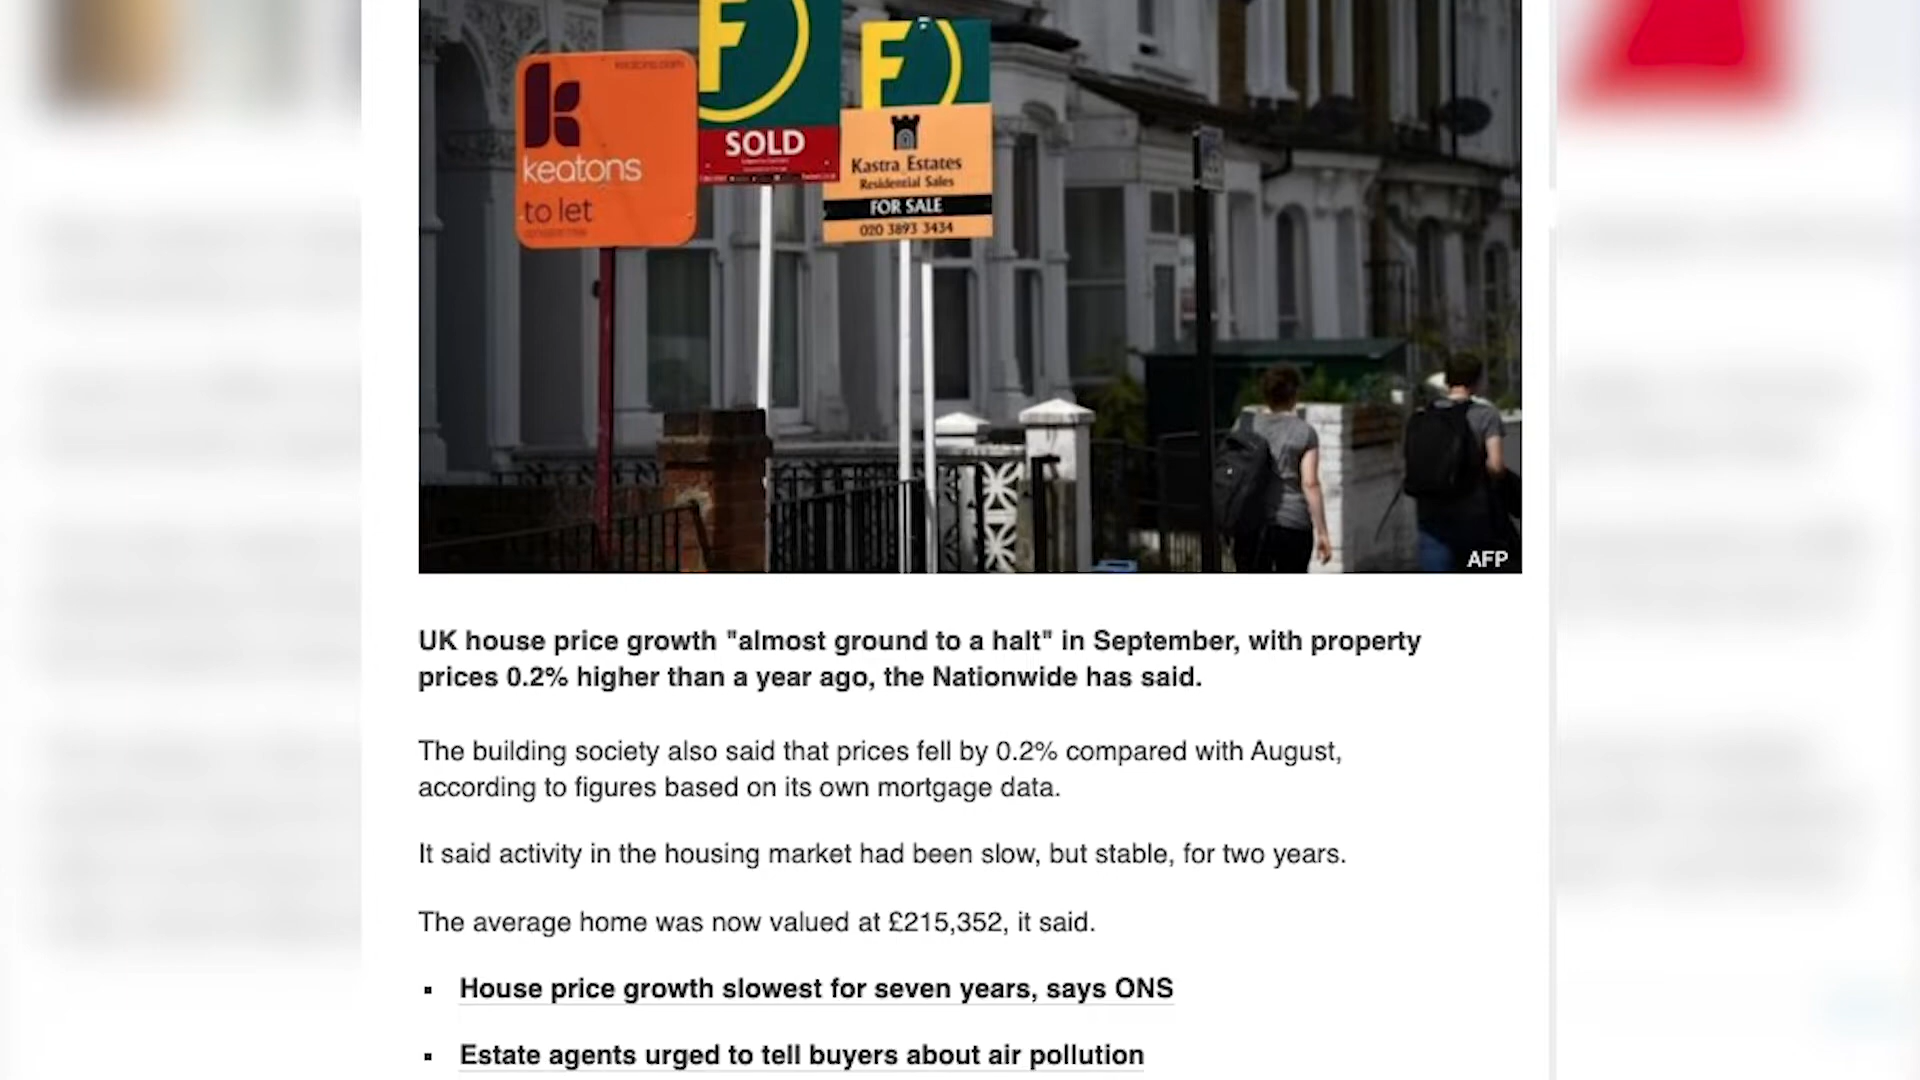 keatons.com
keatons
to let
F
SOLD
F
Kastra Estates
Residential Sales
FOR SALE
020 3893 3434
AFP
UK house price growth "almost ground to a halt" in September, with property
prices 0.2% higher than a year ago, the Nationwide has said.
The building society also said that prices fell by 0.2% compared with August,
according to figures based on its own mortgage data.
It said activity in the housing market had been slow, but stable, for two years.
The average home was now valued at £215,352, it said.
▪ House price growth slowest for seven years, says ONS
▪ Estate agents urged to tell buyers about air pollution